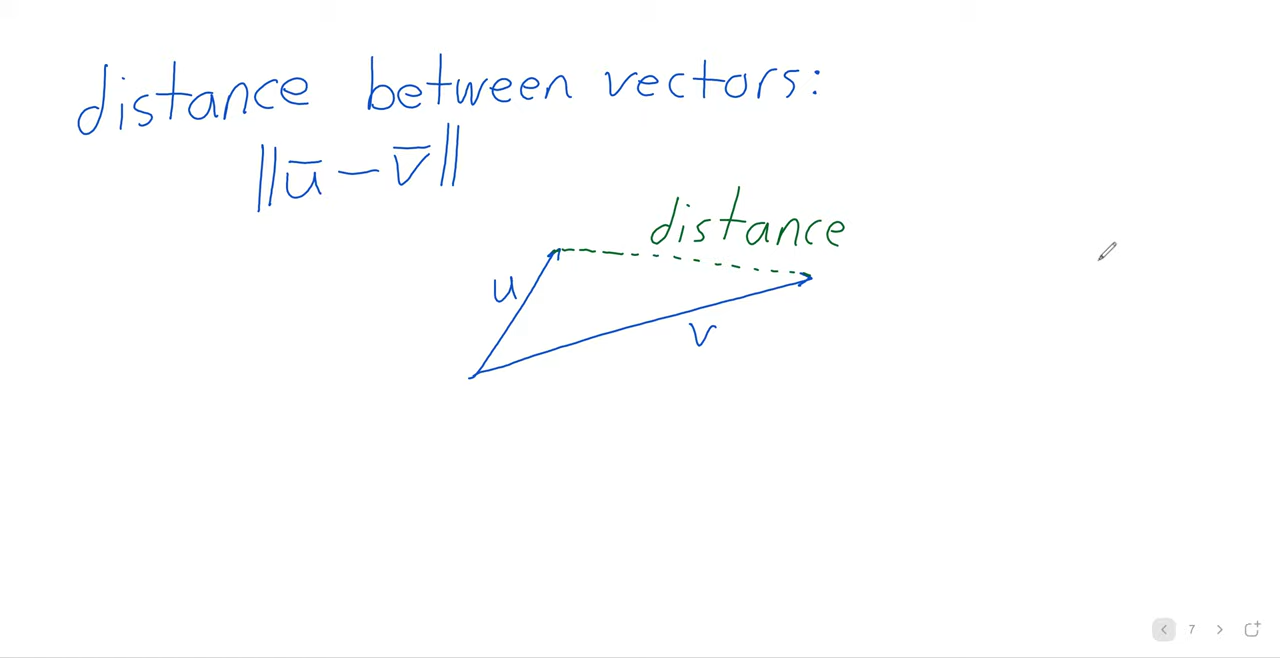 distance between vectors:
‖u̅ − v̅‖
distance
u
v
7